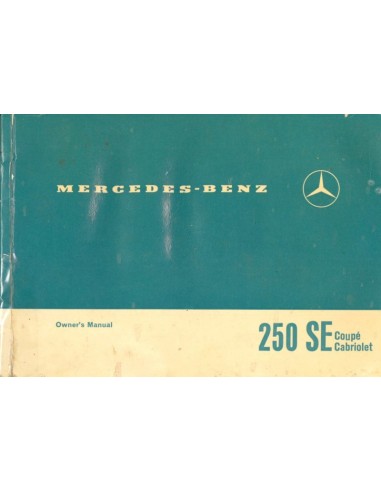 MERCEDES-BENZ
Owner's Manual
250 SE Coupé
Cabriolet